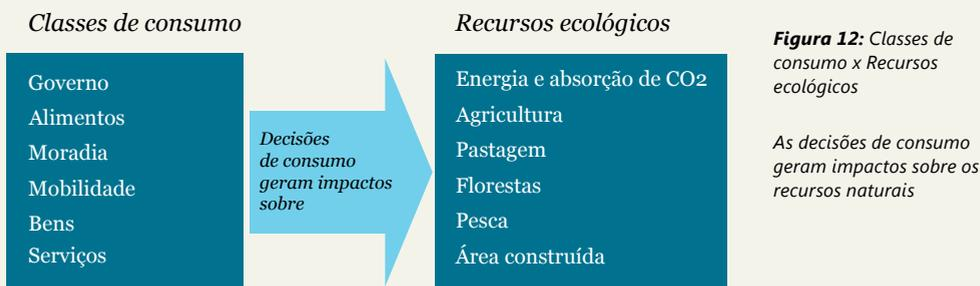 Classes de consumo
Governo
Alimentos
Moradia
Mobilidade
Bens
Serviços
Decisões
de consumo
geram impactos
sobre
Recursos ecológicos
Energia e absorção de CO2
Agricultura
Pastagem
Florestas
Pesca
Área construída
Figura 12: Classes de
consumo x Recursos
ecológicos
As decisões de consumo
geram impactos sobre os
recursos naturais